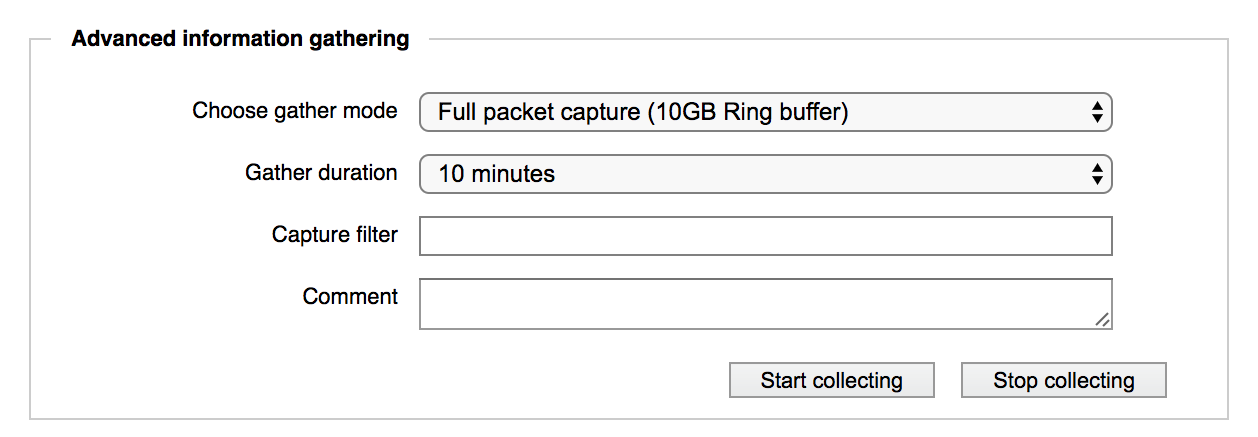 Advanced information gathering
Choose gather mode Full packet capture (10GB Ring buffer)
Gather duration 10 minutes
Capture filter
Comment
Start collecting Stop collecting